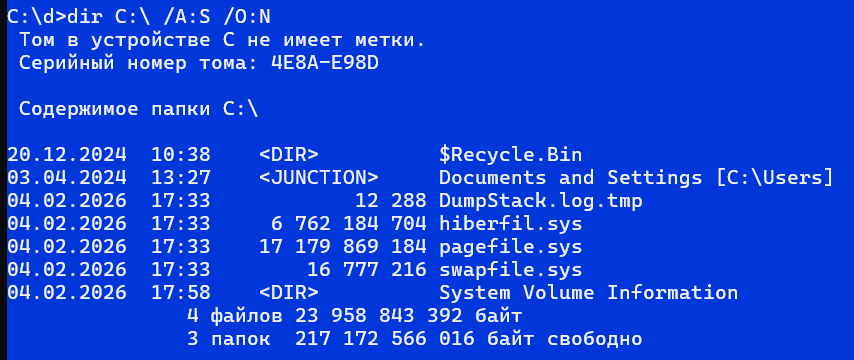 C:\d>dir C:\ /A:S /O:N
 Том в устройстве C не имеет метки.
 Серийный номер тома: 4E8A-E98D

 Содержимое папки C:\

20.12.2024  10:38    <DIR>          $Recycle.Bin
03.04.2024  13:27    <JUNCTION>     Documents and Settings [C:\Users]
04.02.2026  17:33            12 288 DumpStack.log.tmp
04.02.2026  17:33     6 762 184 704 hiberfil.sys
04.02.2026  17:33    17 179 869 184 pagefile.sys
04.02.2026  17:33        16 777 216 swapfile.sys
04.02.2026  17:58    <DIR>          System Volume Information
               4 файлов 23 958 843 392 байт
               3 папок  217 172 566 016 байт свободно